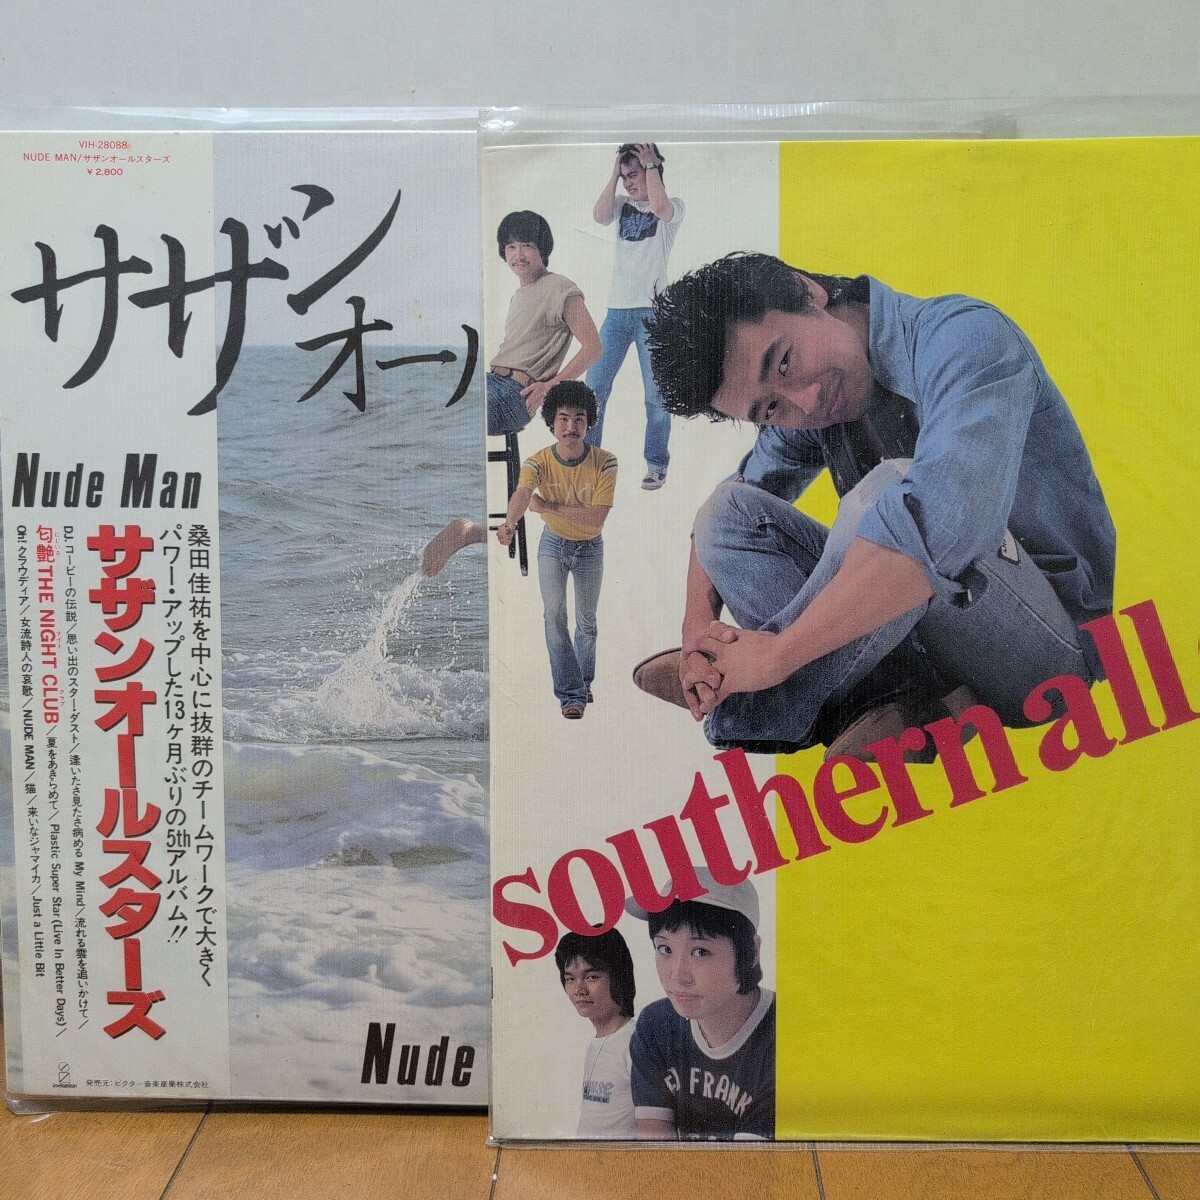 VIH-28088
NUDE MAN/サザンオールスターズ
￥2,800
サザン
オール
Nude Man
桑田佳祐を中心に抜群のチームワークで大きく
パワー・アップした13ヶ月ぶりの5thアルバム!!
サザンオールスターズ
DJ.コービーの伝説/思い出のスター・ダスト/逢いたさ見たさ病める My Mind/流れる雲を追いかけて/
匂艶THE NIGHT CLUB/夏をあきらめて/Plastic Super Star (Live In Better Days)/
Oh!クラウディア/女流詩人の哀歌/NUDE MAN/猫/来いなジャマイカ/Just a Little Bit
invitation
発売元:ビクター音楽産業株式会社
Nude
southern all
FRANK